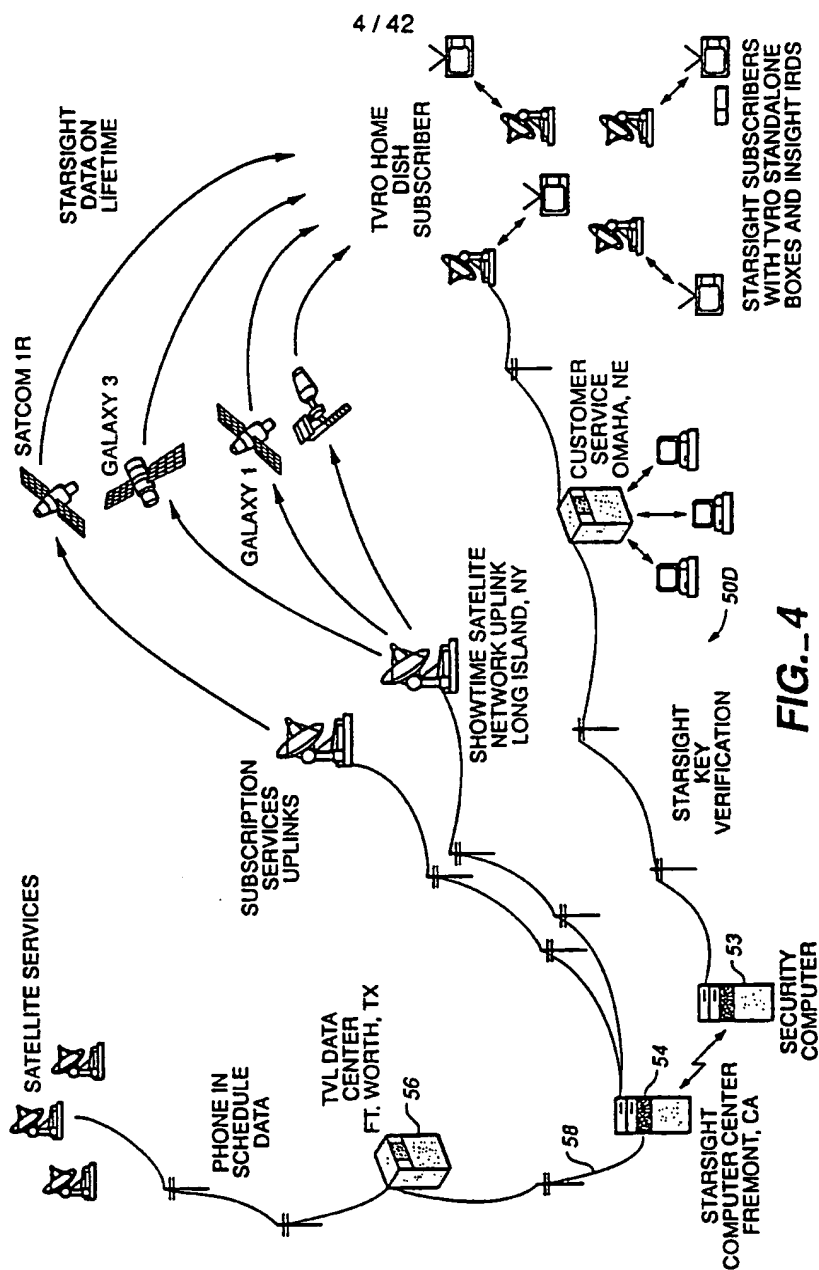 4 / 42
SATELLITE SERVICES
PHONE IN
SCHEDULE
DATA
TVL DATA
CENTER
FT. WORTH, TX
56
58
54
STARSIGHT
COMPUTER CENTER
FREMONT, CA
53
SECURITY
COMPUTER
SUBSCRIPTION
SERVICES
UPLINKS
SHOWTIME SATELITE
NETWORK UPLINK
LONG ISLAND, NY
STARSIGHT
KEY
VERIFICATION
50D
SATCOM 1R
GALAXY 3
GALAXY 1
STARSIGHT
DATA ON
LIFETIME
TVRO HOME
DISH
SUBSCRIBER
CUSTOMER
SERVICE
OMAHA, NE
STARSIGHT SUBSCRIBERS
WITH TVRO STANDALONE
BOXES AND INSIGHT IRDS
FIG._4